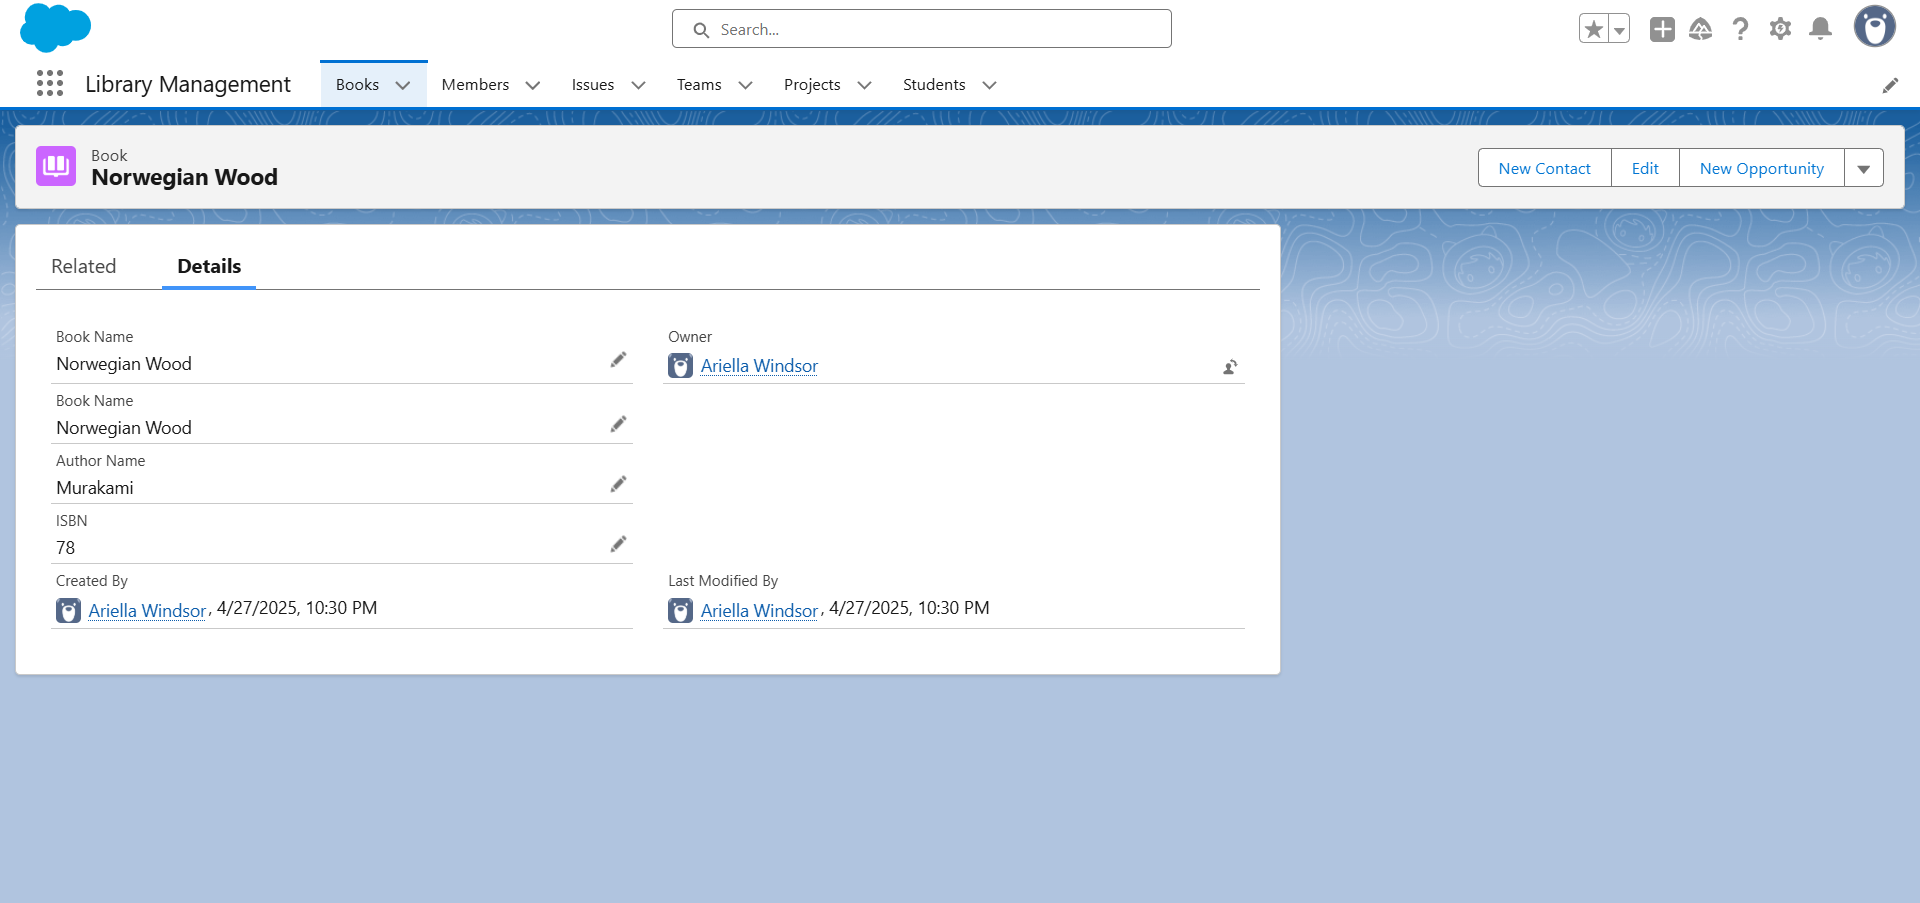 Search...
Library Management
Books
Members
Issues
Teams
Projects
Students
Book
Norwegian Wood
New Contact
Edit
New Opportunity
Related
Details
Book Name
Norwegian Wood
Owner
Ariella Windsor
Book Name
Norwegian Wood
Author Name
Murakami
ISBN
78
Created By
Ariella Windsor, 4/27/2025, 10:30 PM
Last Modified By
Ariella Windsor, 4/27/2025, 10:30 PM